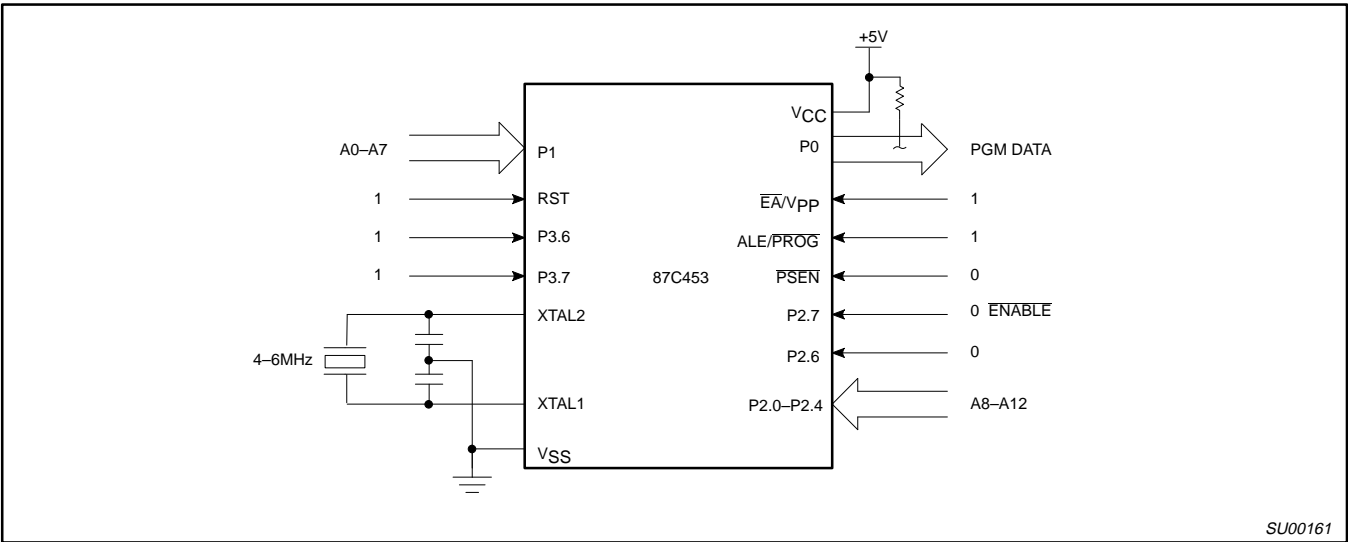 +5V
VCC
A0–A7 P1 P0 PGM DATA
1 RST EA/VPP 1
1 P3.6 ALE/PROG 1
1 P3.7 87C453 PSEN 0
XTAL2 P2.7 0 ENABLE
4–6MHz P2.6 0
XTAL1 P2.0–P2.4 A8–A12
VSS
SU00161